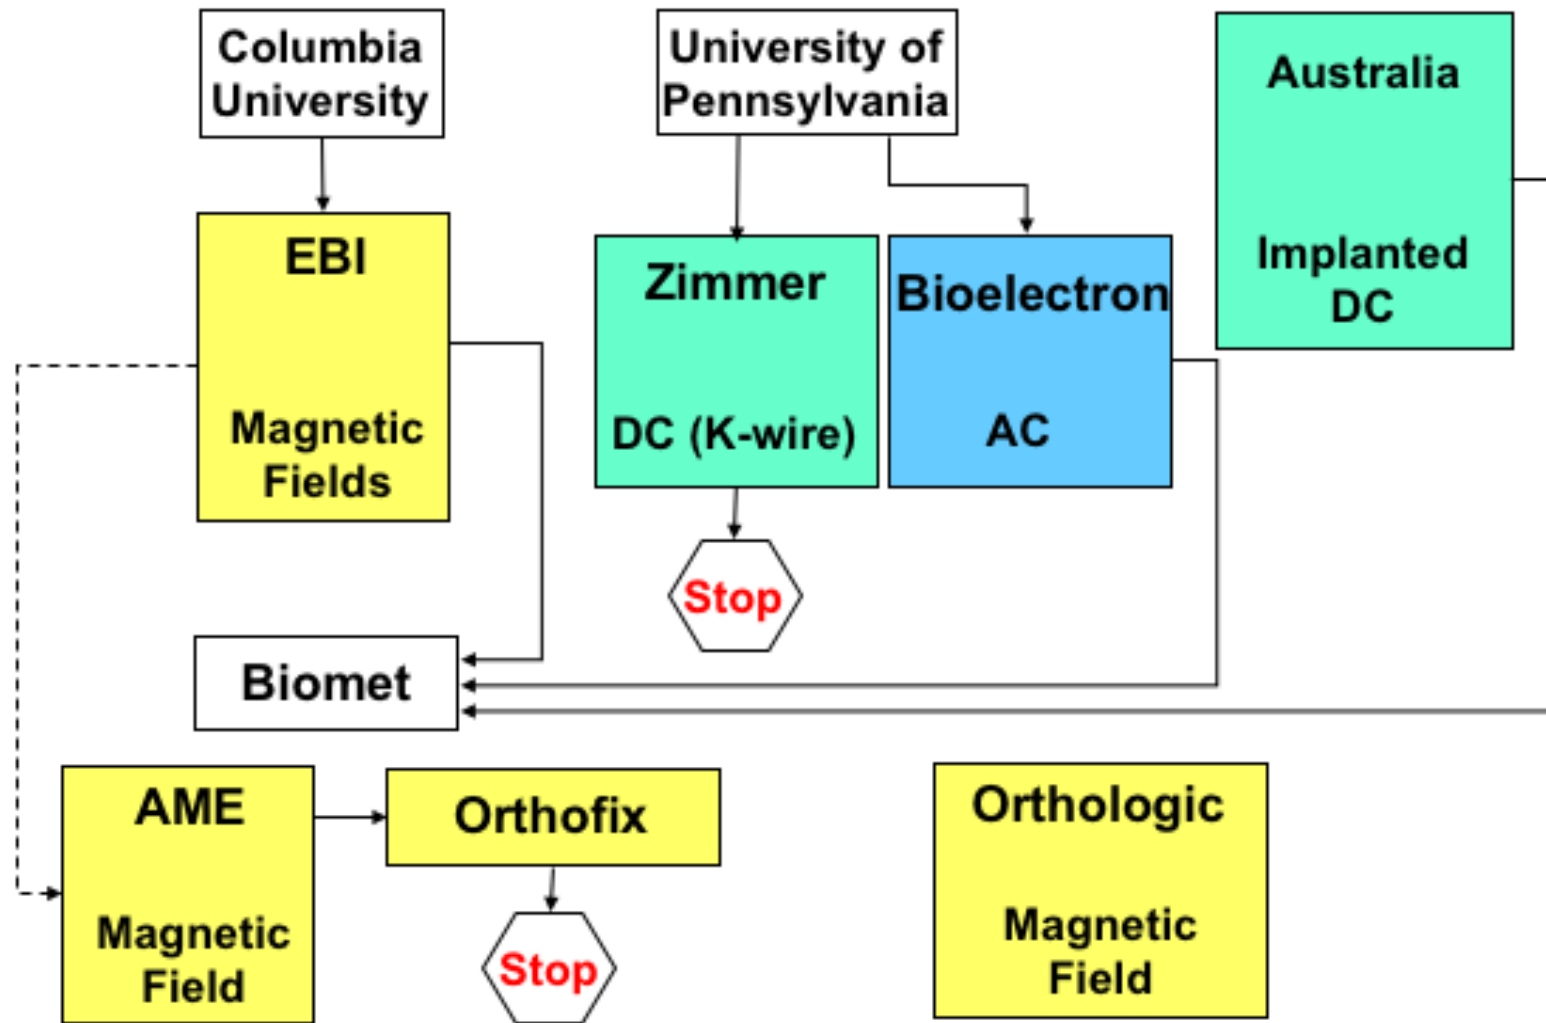 Columbia
University
University of
Pennsylvania
Australia
Implanted
DC
EBI
Magnetic
Fields
Zimmer
DC (K-wire)
Bioelectron
AC
Stop
Biomet
AME
Magnetic
Field
Orthofix
Stop
Orthologic
Magnetic
Field